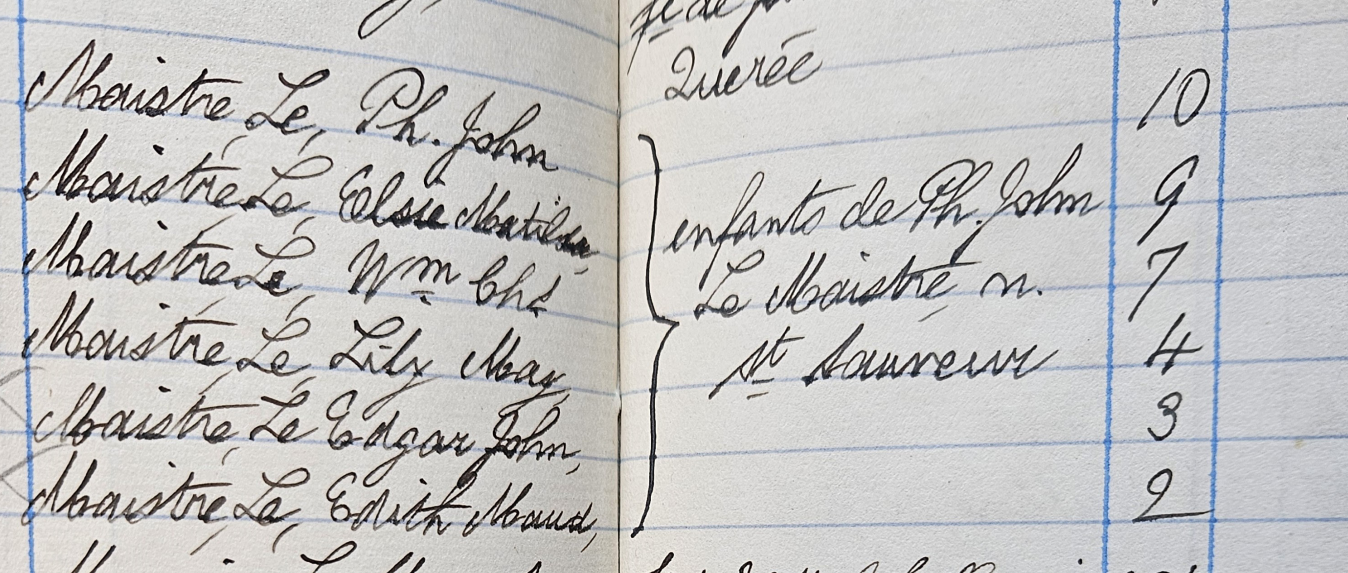 Quérée
Maistre, Le, Ph. John 10
Maistre, Le, Elsie Matilda, 9
Maistre, Le, Wm Chs 7
Maistre, Le, Lily May, 4
Maistre, Le Edgar John, 3
Maistre, Le, Edith Maud, 2
enfants de Ph. John
Le Maistre, n.
St Sauveur